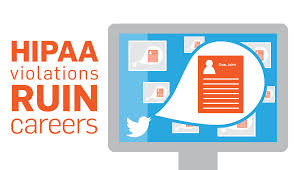 HIPAA
violations
RUIN
careers
Doe, John